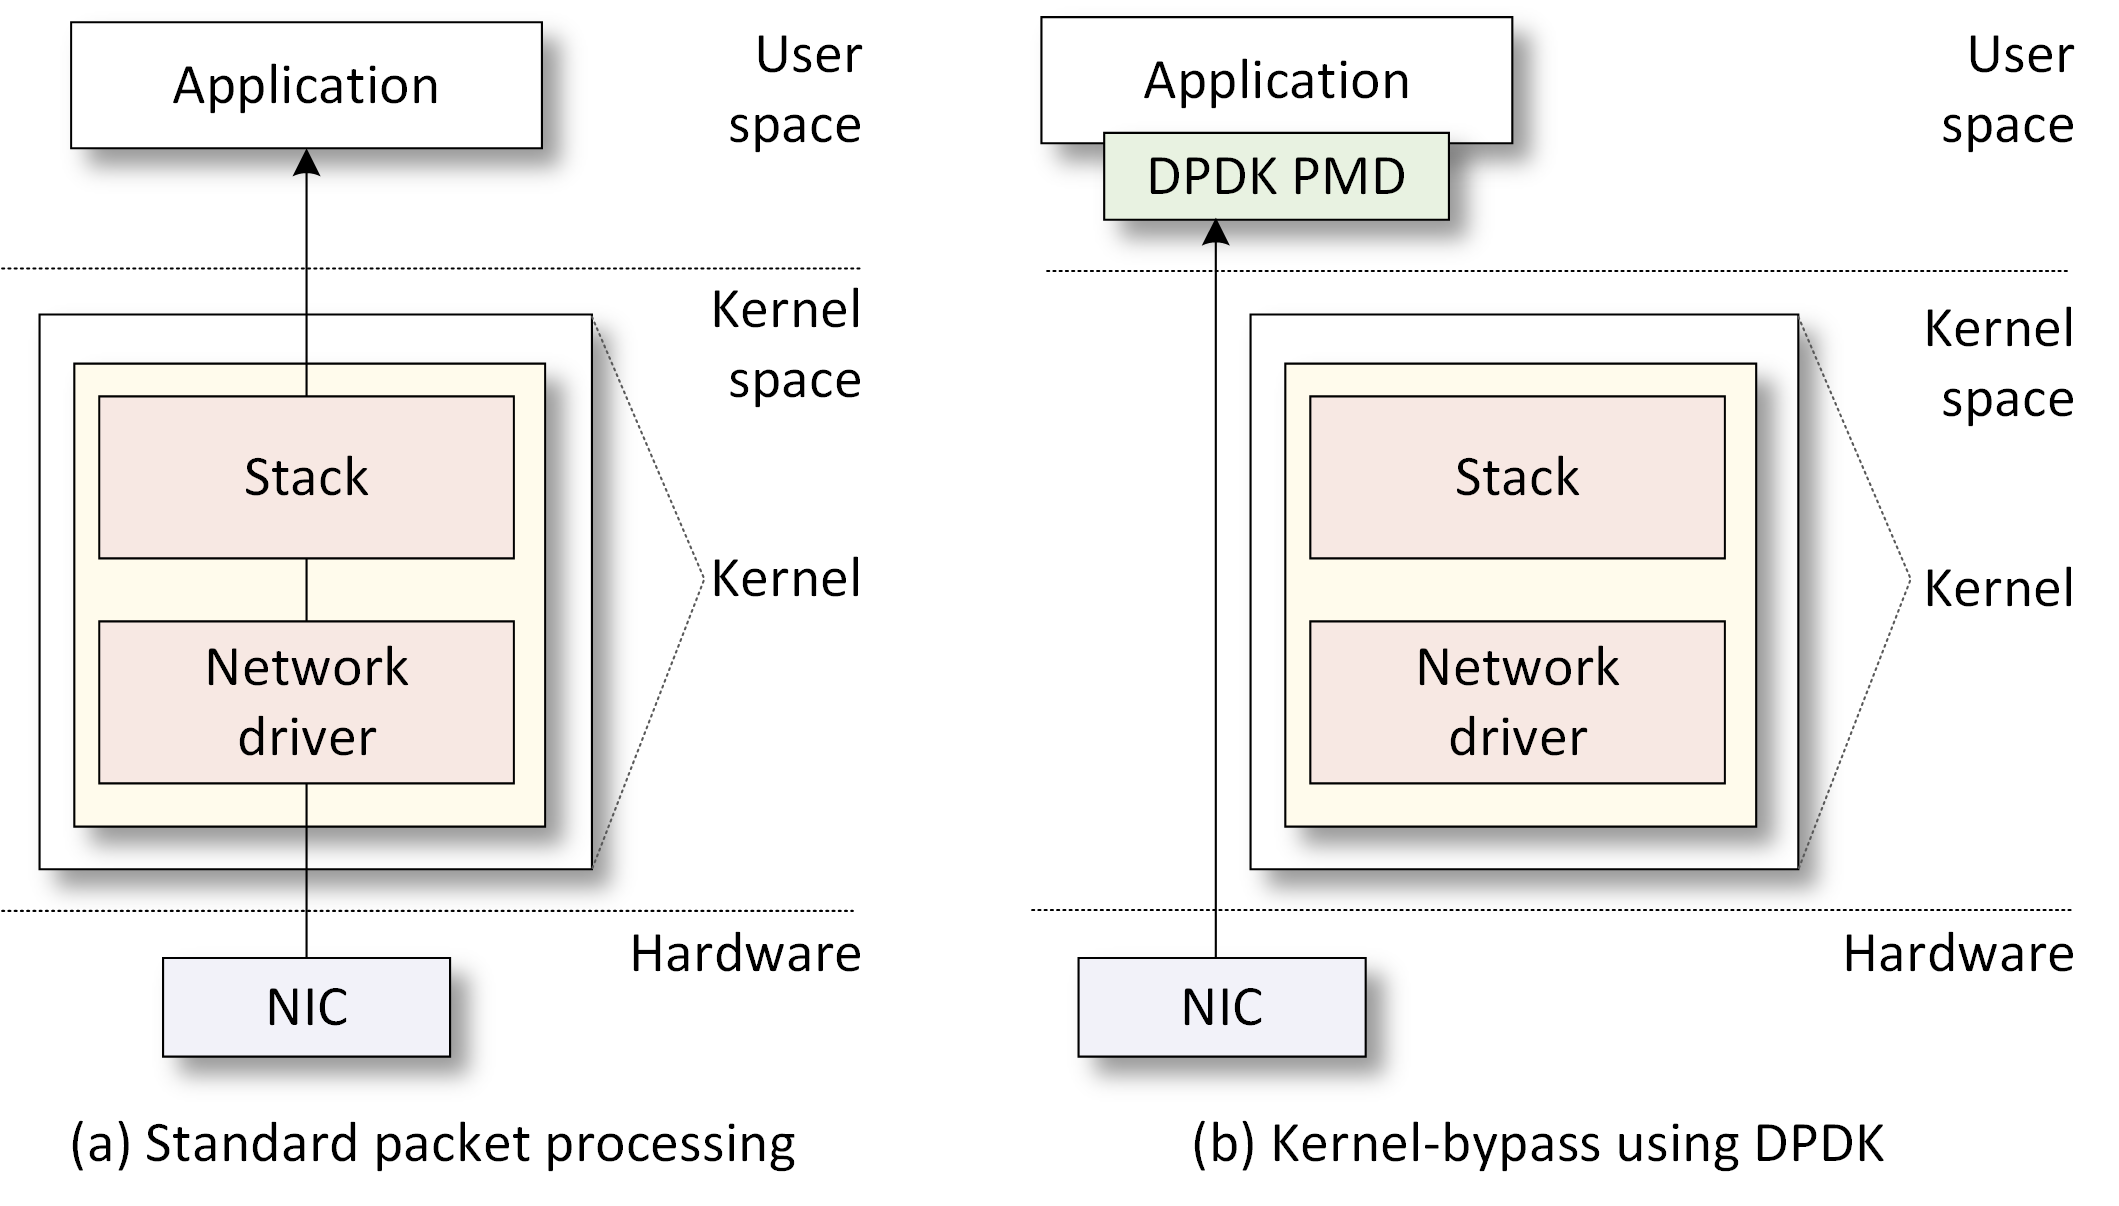 Application
User
space
Kernel
space
Stack
Kernel
Network
driver
Hardware
NIC
(a) Standard packet processing
Application
DPDK PMD
User
space
Kernel
space
Stack
Kernel
Network
driver
Hardware
NIC
(b) Kernel-bypass using DPDK